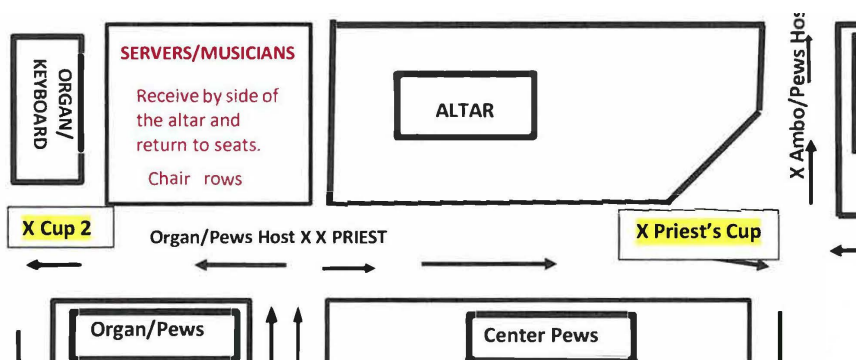 ORGAN/
KEYBOARD
SERVERS/MUSICIANS
Receive by side of
the altar and
return to seats.
Chair rows
ALTAR
X Ambo/Pews Host
X Cup 2
Organ/Pews Host X X PRIEST
X Priest's Cup
Organ/Pews
Center Pews